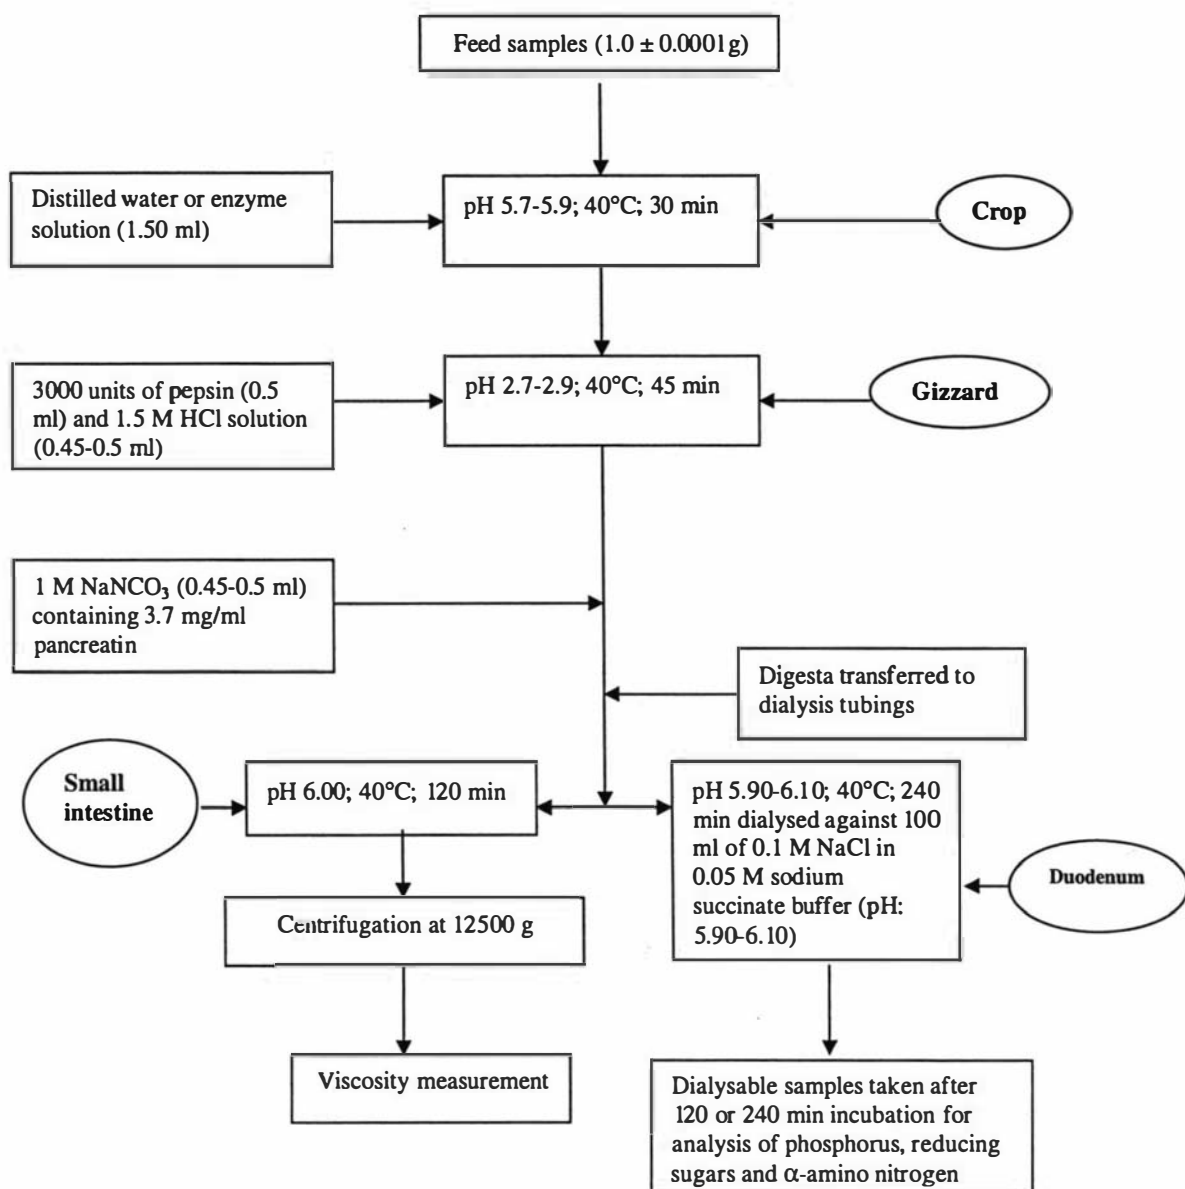 Feed samples (1.0 ± 0.0001g)
Distilled water or enzyme
solution (1.50 ml)
pH 5.7-5.9; 40°C; 30 min
Crop
3000 units of pepsin (0.5
ml) and 1.5 M HCl solution
(0.45-0.5 ml)
pH 2.7-2.9; 40°C; 45 min
Gizzard
1 M NaNCO₃ (0.45-0.5 ml)
containing 3.7 mg/ml
pancreatin
Digesta transferred to
dialysis tubings
Small
intestine
pH 6.00; 40°C; 120 min
pH 5.90-6.10; 40°C; 240
min dialysed against 100
ml of 0.1 M NaCl in
0.05 M sodium
succinate buffer (pH:
5.90-6.10)
Duodenum
Centrifugation at 12500 g
Viscosity measurement
Dialysable samples taken after
120 or 240 min incubation for
analysis of phosphorus, reducing
sugars and α-amino nitrogen